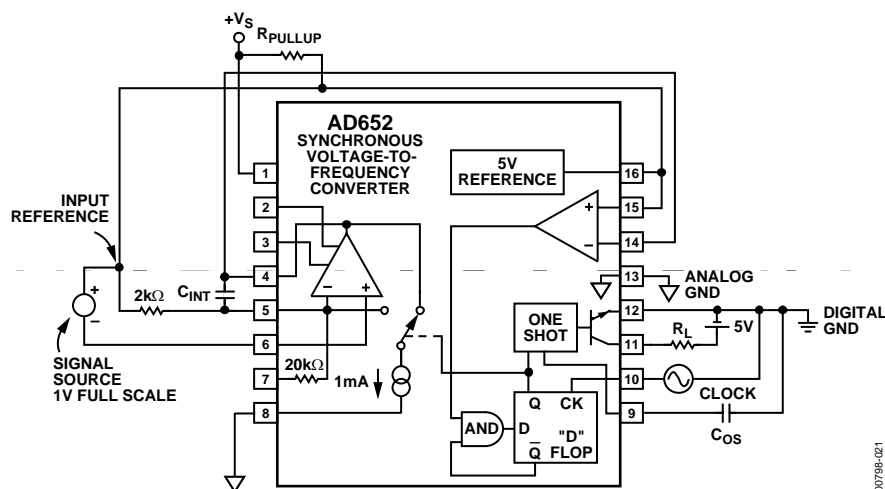 +VS
RPULLUP
AD652
SYNCHRONOUS
VOLTAGE-TO-
FREQUENCY
CONVERTER
5V
REFERENCE
1
2
3
4
5
6
7
8
16
15
14
13
12
11
10
9
+
–
INPUT
REFERENCE
ANALOG
GND
CINT
2kΩ
+
–
–
+
SIGNAL
SOURCE
1V FULL SCALE
20kΩ
1mA
ONE
SHOT
RL
5V
DIGITAL
GND
CLOCK
COS
AND
Q
CK
D
"D"
FLOP
Q̅
00798-021